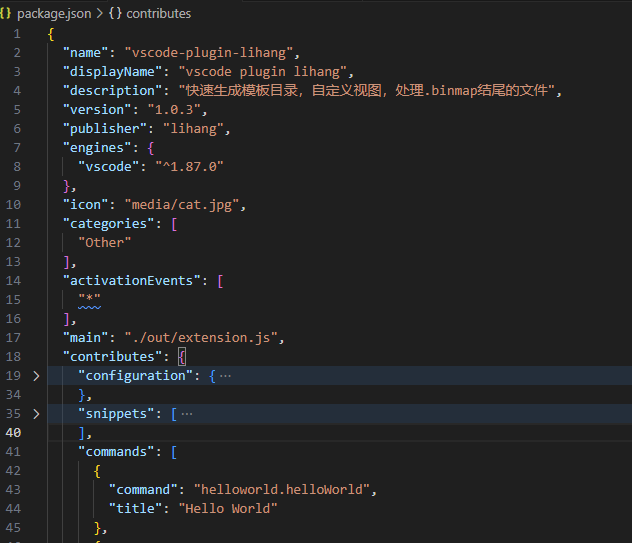 package.json > {} contributes
1 {
2 "name": "vscode-plugin-lihang",
3 "displayName": "vscode plugin lihang",
4 "description": "快速生成模板目录，自定义视图，处理.binmap结尾的文件",
5 "version": "1.0.3",
6 "publisher": "lihang",
7 "engines": {
8 "vscode": "^1.87.0"
9 },
10 "icon": "media/cat.jpg",
11 "categories": [
12 "Other"
13 ],
14 "activationEvents": [
15 "*"
16 ],
17 "main": "./out/extension.js",
18 "contributes": {
19 > "configuration": { ···
34 },
35 > "snippets": [ ···
40 ],
41 "commands": [
42 {
43 "command": "helloworld.helloWorld",
44 "title": "Hello World"
45 },